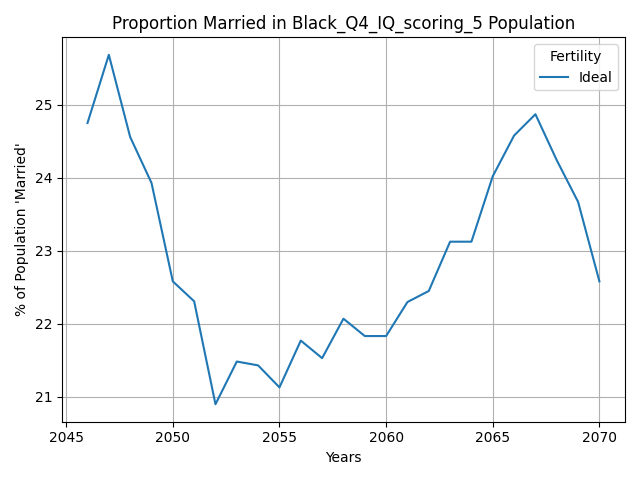 Proportion Married in Black_Q4_IQ_scoring_5 Population
Fertility
Ideal
% of Population 'Married'
25
24
23
22
21
2045
2050
2055
2060
2065
2070
Years